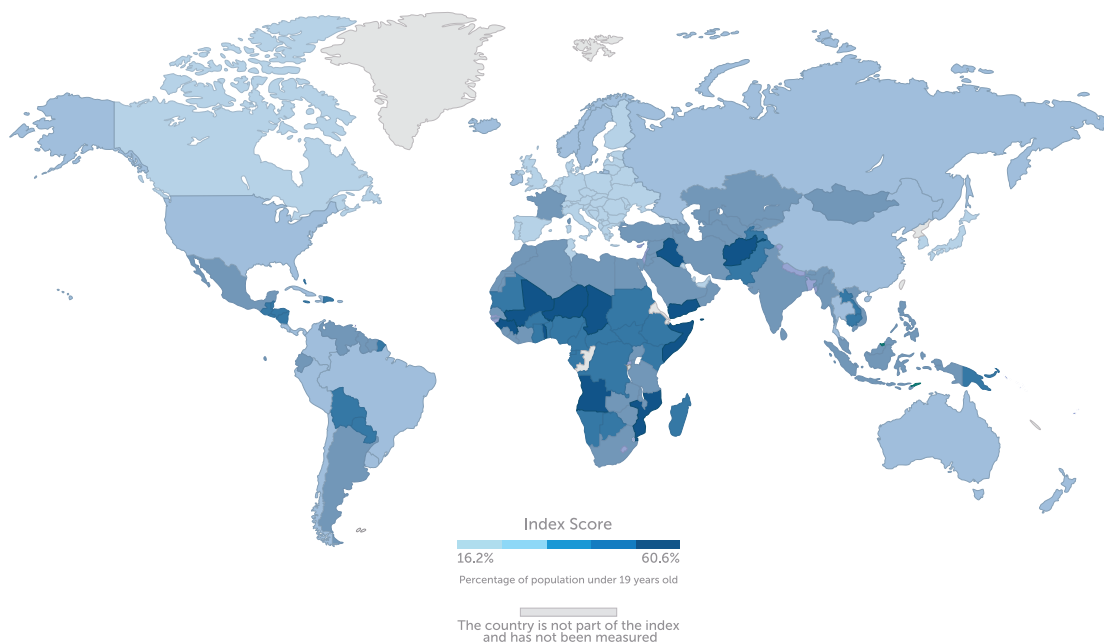 Index Score
16.2% 60.6%
Percentage of population under 19 years old
The country is not part of the index
and has not been measured